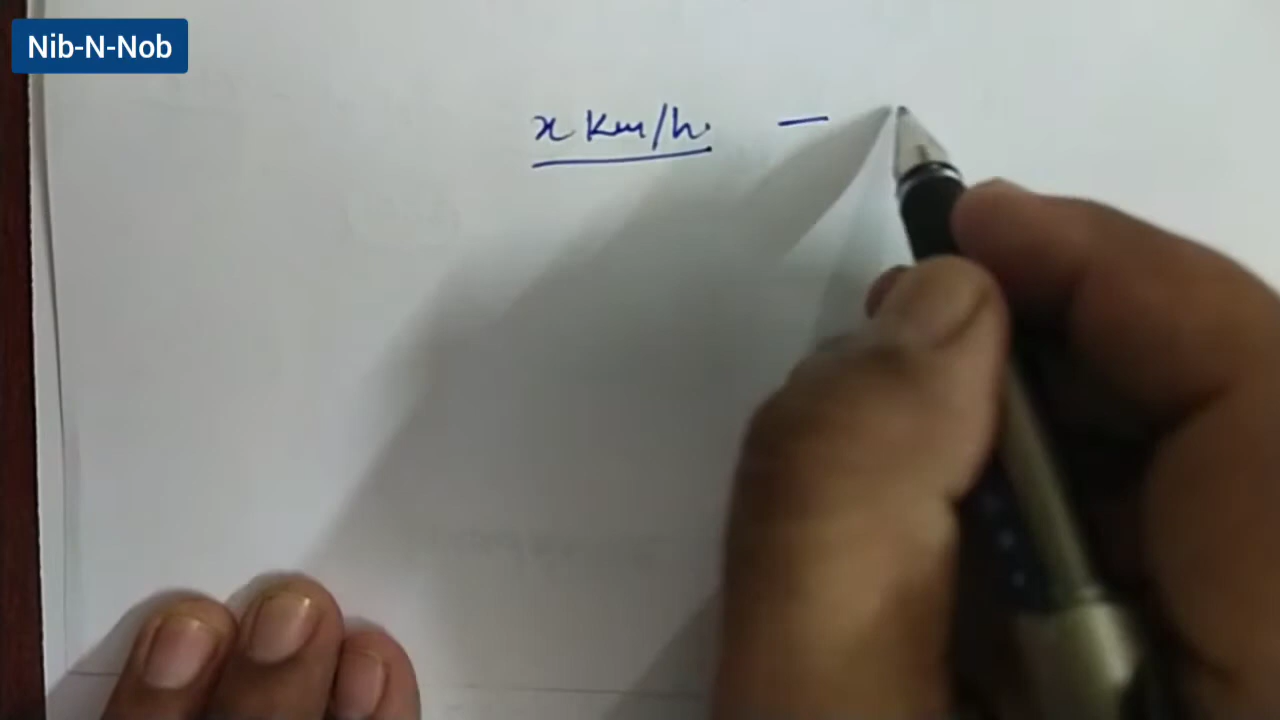 Nib-N-Nob
x km/h. —